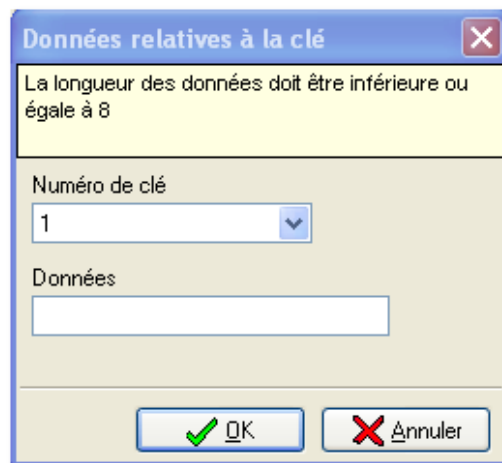 Données relatives à la clé
La longueur des données doit être inférieure ou
égale à 8
Numéro de clé
1
Données
OK
Annuler